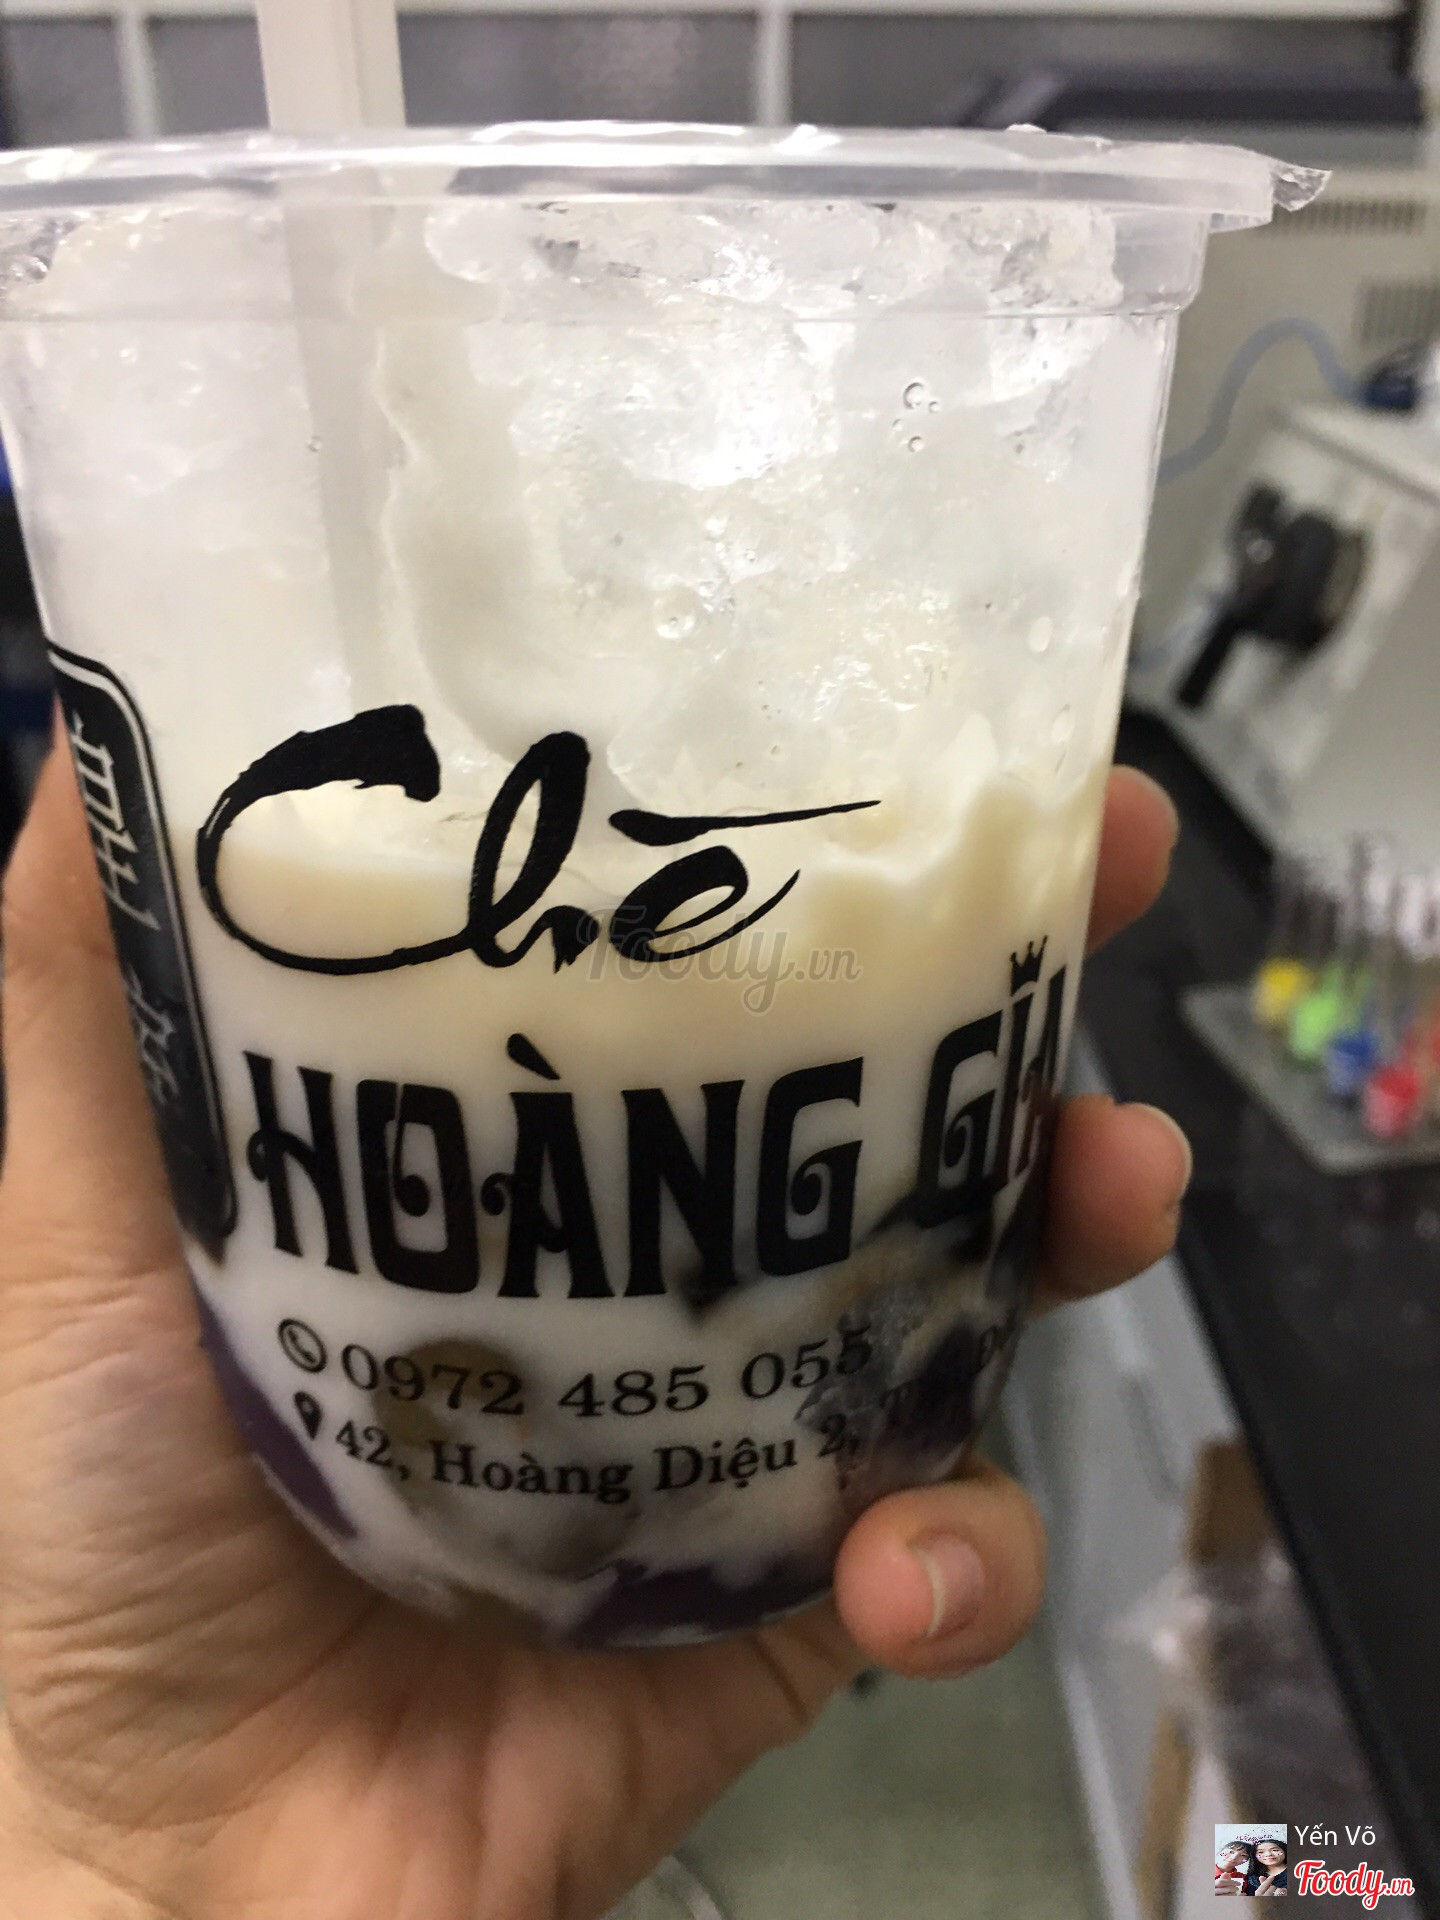 Chè
HOÀNG GIA
0972 485 055
42, Hoàng Diệu 2,
Foody.vn
Yến Võ
Foody.vn